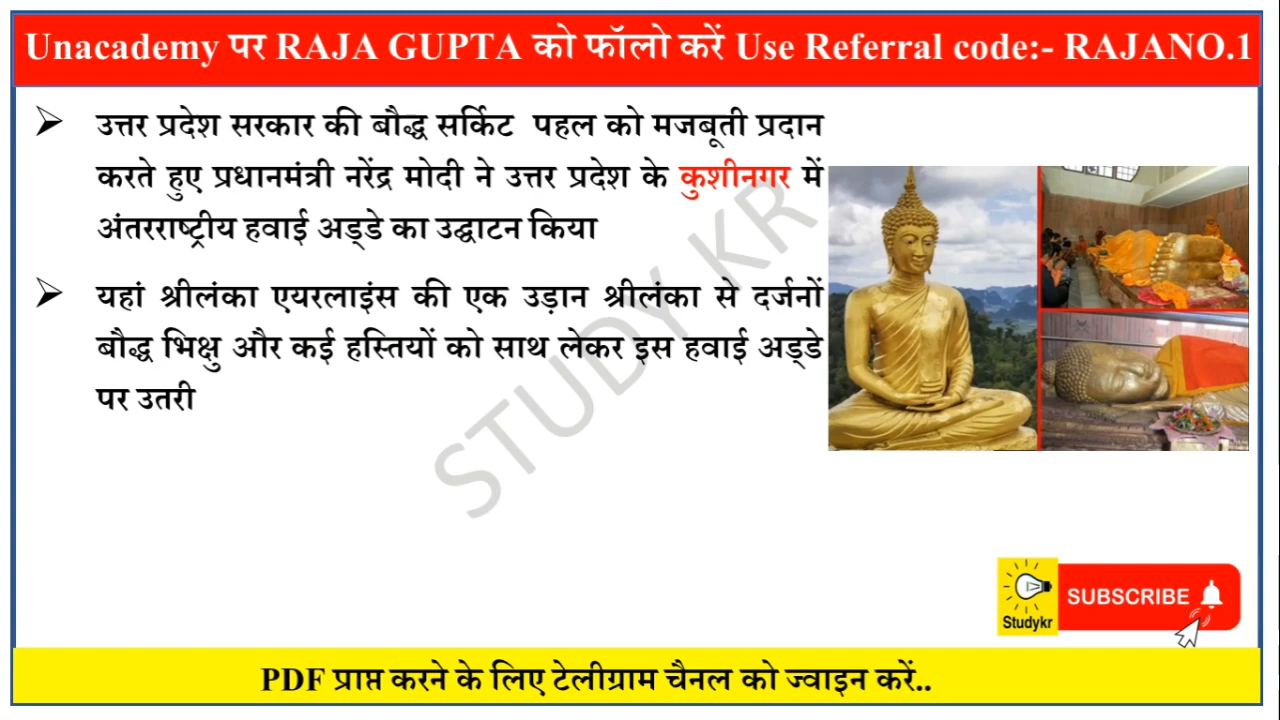 Unacademy पर RAJA GUPTA को फॉलो करें Use Referral code:- RAJANO.1
उत्तर प्रदेश सरकार की बौद्ध सर्किट पहल को मजबूती प्रदान
करते हुए प्रधानमंत्री नरेंद्र मोदी ने उत्तर प्रदेश के कुशीनगर में
अंतरराष्ट्रीय हवाई अड्डे का उद्घाटन किया
यहां श्रीलंका एयरलाइंस की एक उड़ान श्रीलंका से दर्जनों
बौद्ध भिक्षु और कई हस्तियों को साथ लेकर इस हवाई अड्डे
पर उतरी
STUDY KR
SUBSCRIBE
Studykr
PDF प्राप्त करने के लिए टेलीग्राम चैनल को ज्वाइन करें..